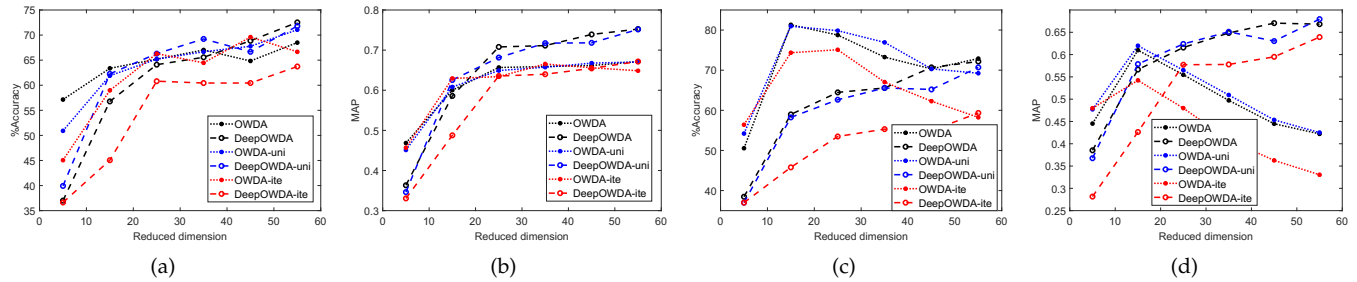 75
70
65
60
55
50
45
40
35
0
10
20
30
40
50
60
%Accuracy
Reduced dimension
OWDA
DeepOWDA
OWDA-uni
DeepOWDA-uni
OWDA-ite
DeepOWDA-ite
(a)
0.8
0.7
0.6
0.5
0.4
0.3
0
10
20
30
40
50
60
MAP
Reduced dimension
OWDA
DeepOWDA
OWDA-uni
DeepOWDA-uni
OWDA-ite
DeepOWDA-ite
(b)
80
70
60
50
40
0
10
20
30
40
50
60
%Accuracy
Reduced dimension
OWDA
DeepOWDA
OWDA-uni
DeepOWDA-uni
OWDA-ite
DeepOWDA-ite
(c)
0.65
0.6
0.55
0.5
0.45
0.4
0.35
0.3
0.25
0
10
20
30
40
50
60
MAP
Reduced dimension
OWDA
DeepOWDA
OWDA-uni
DeepOWDA-uni
OWDA-ite
DeepOWDA-ite
(d)